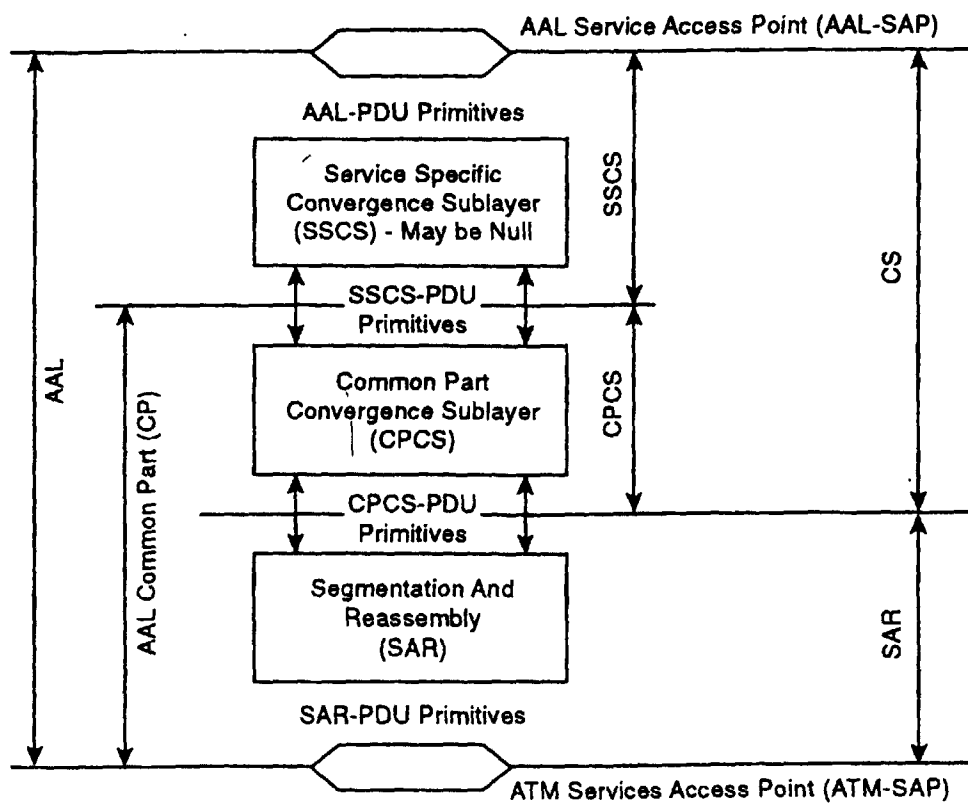 AAL Service Access Point (AAL-SAP)
AAL-PDU Primitives
Service Specific
Convergence Sublayer
(SSCS) - May be Null
SSCS
CS
SSCS-PDU
Primitives
AAL
AAL Common Part (CP)
Common Part
Convergence Sublayer
(CPCS)
CPCS
CPCS-PDU
Primitives
Segmentation And
Reassembly
(SAR)
SAR
SAR-PDU Primitives
ATM Services Access Point (ATM-SAP)